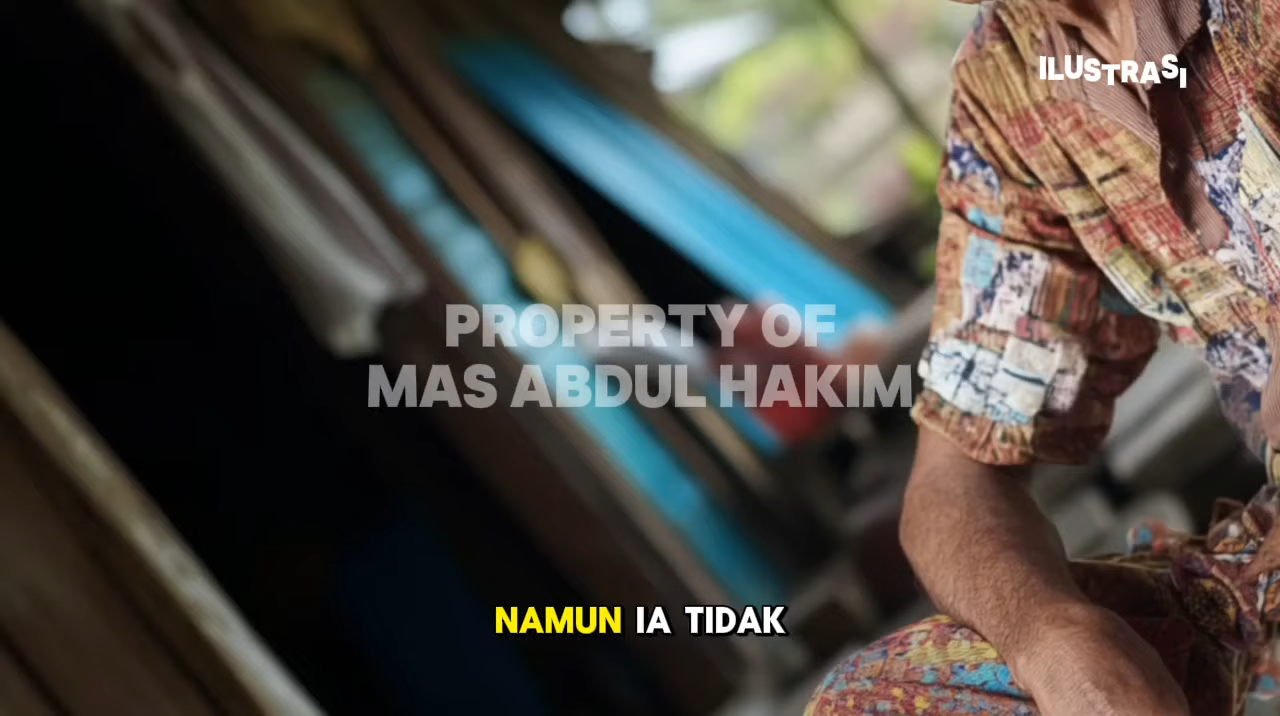 ILUSTRASI
PROPERTY OF
MAS ABDUL HAKIM
NAMUN IA TIDAK